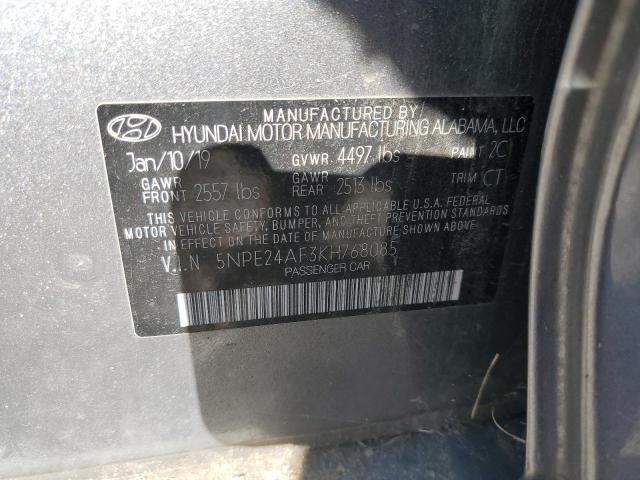 MANUFACTURED BY
HYUNDAI MOTOR MANUFACTURING ALABAMA, LLC
Jan/10/19 GVWR 4497 lbs PAINT 2C
GAWR FRONT 2557 lbs GAWR REAR 2513 lbs TRIM CT
THIS VEHICLE CONFORMS TO ALL APPLICABLE U.S.A. FEDERAL
MOTOR VEHICLE SAFETY, BUMPER, AND THEFT PREVENTION STANDARDS
IN EFFECT ON THE DATE OF MANUFACTURE SHOWN ABOVE.
V.I.N 5NPE24AF3KH768085
PASSENGER CAR